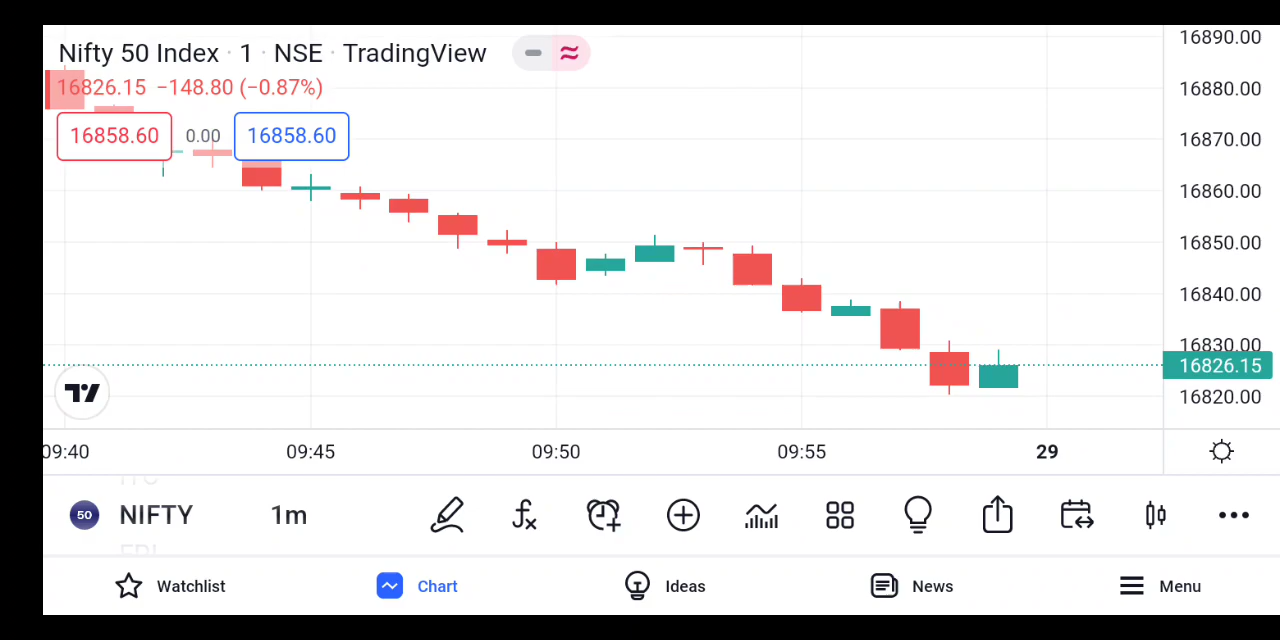 Nifty 50 Index · 1 · NSE · TradingView
16826.15 −148.80 (−0.87%)
16858.60 0.00 16858.60
16890.00
16880.00
16870.00
16860.00
16850.00
16840.00
16830.00
16826.15
16820.00
09:40 09:45 09:50 09:55 29
50 NIFTY 1m
Watchlist Chart Ideas News Menu